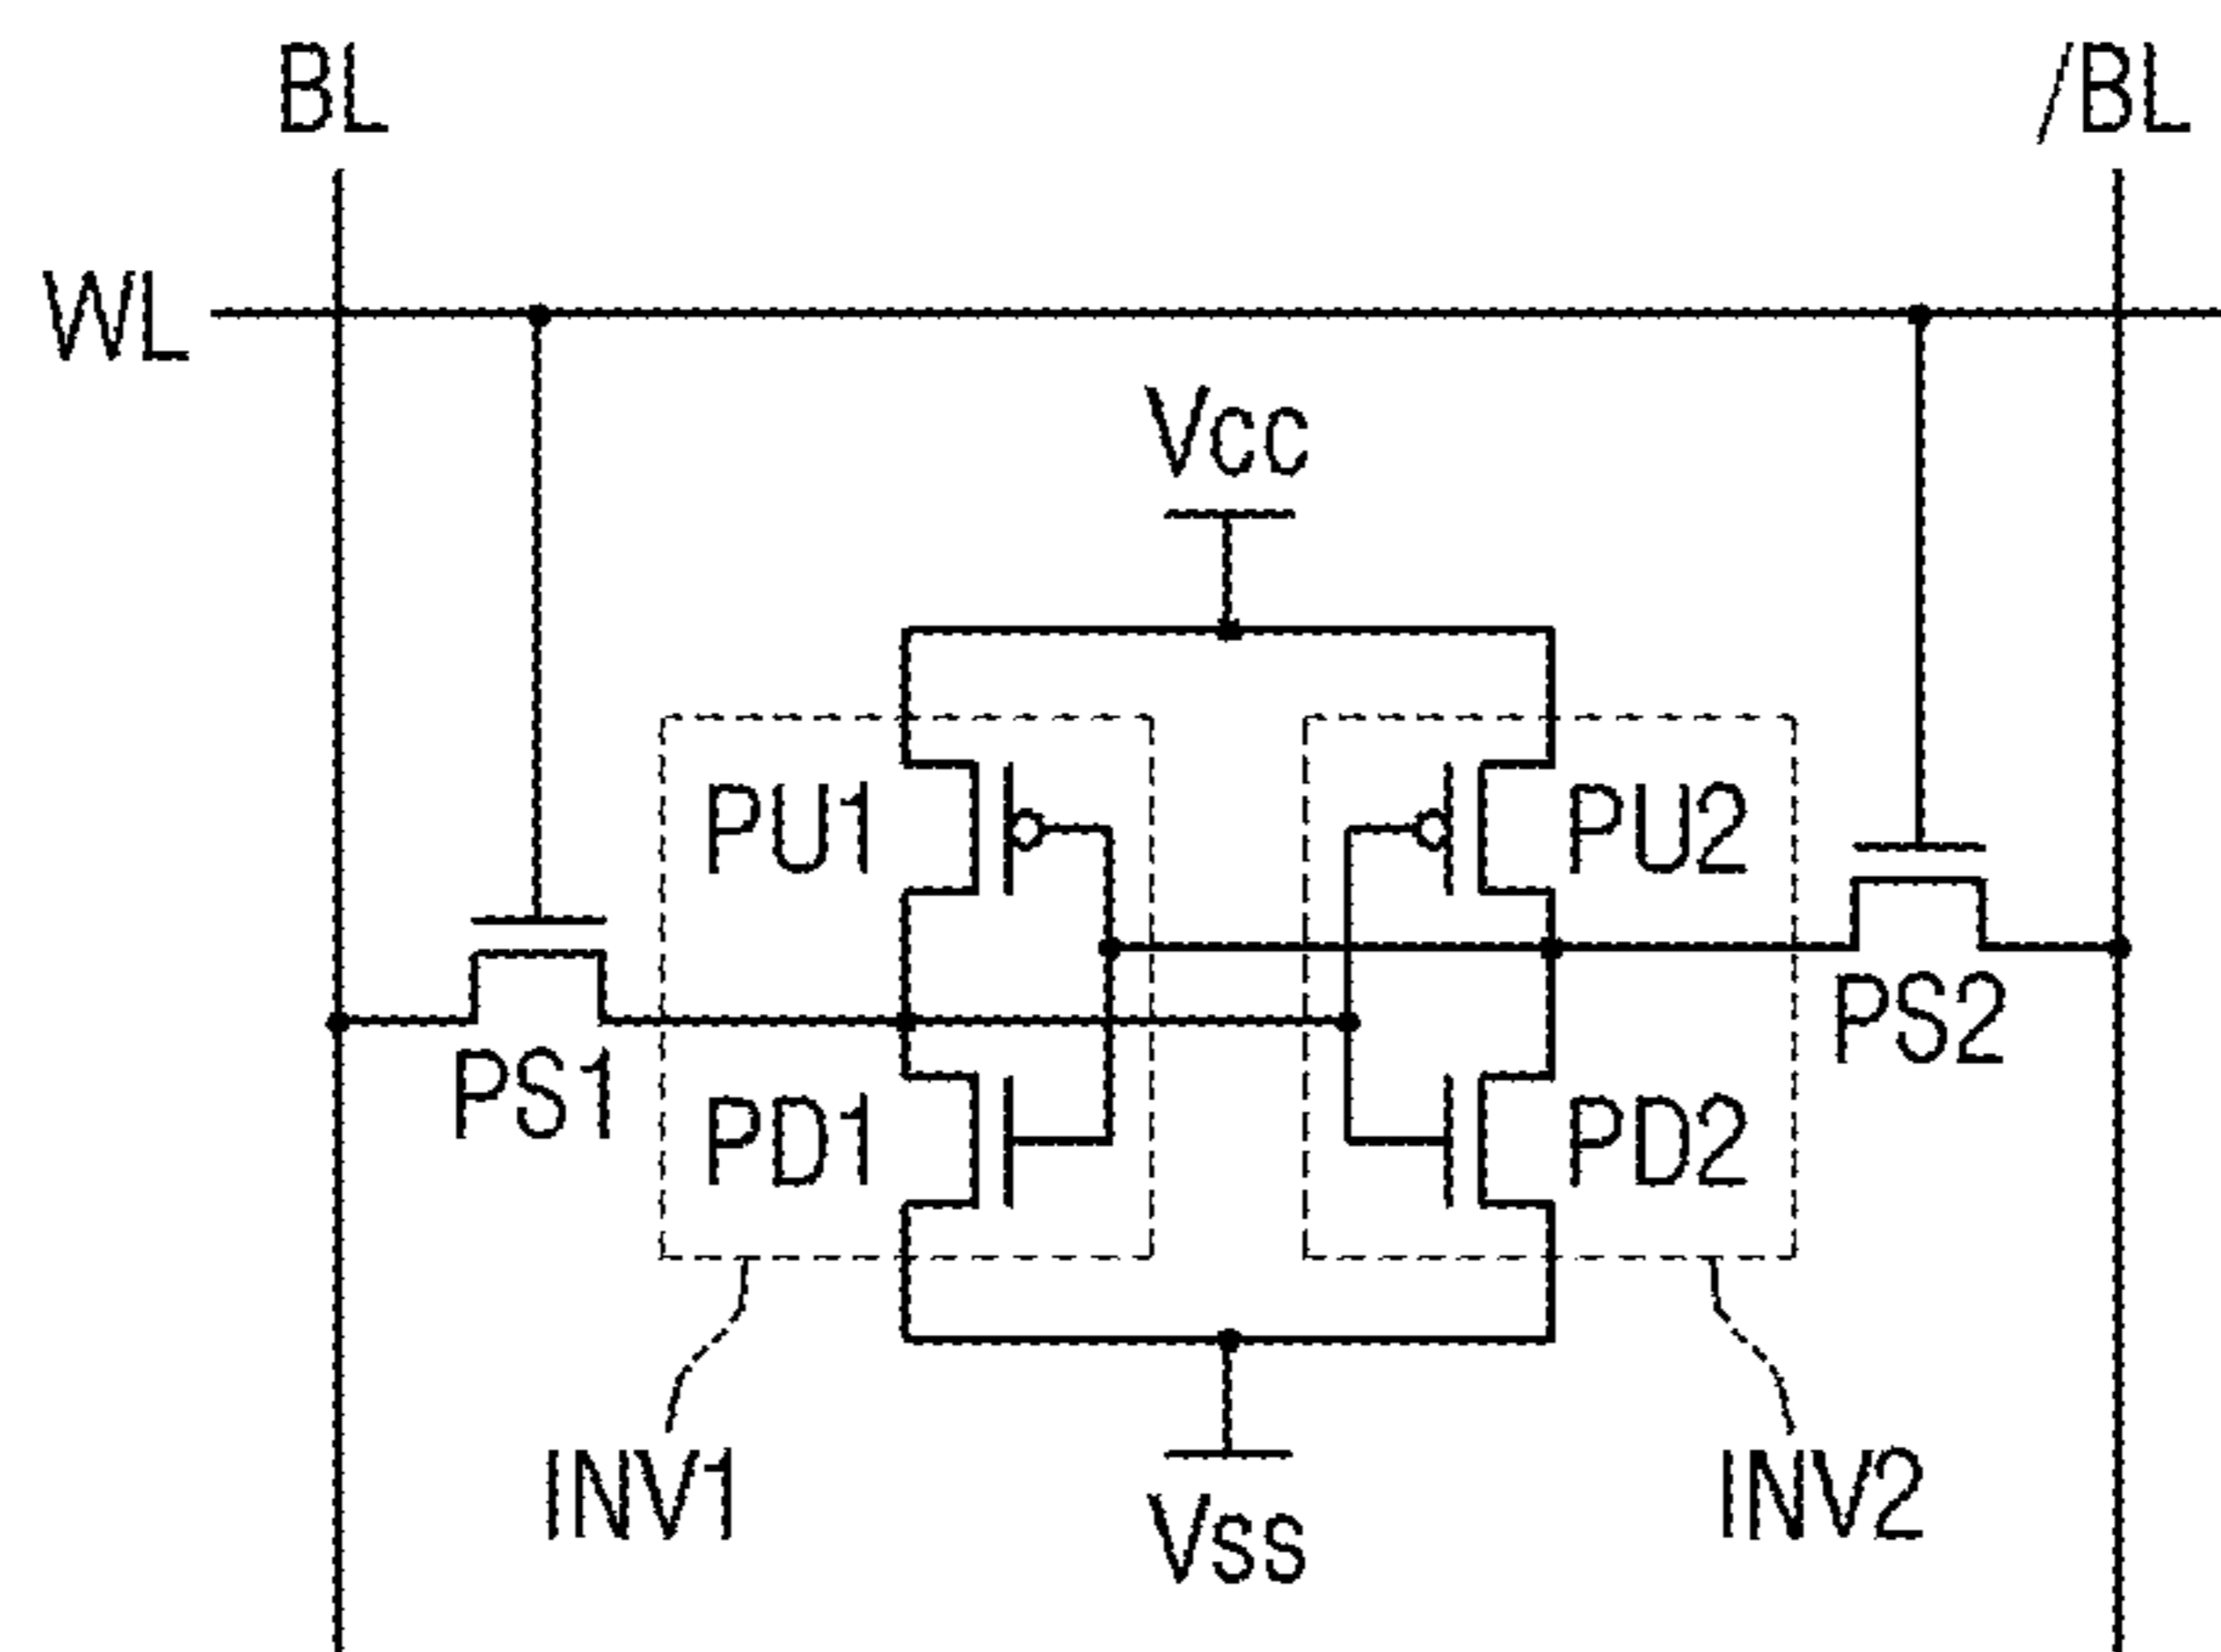 BL
/BL
WL
Vcc
PU1
PU2
PS1
PS2
PD1
PD2
INV1
INV2
Vss